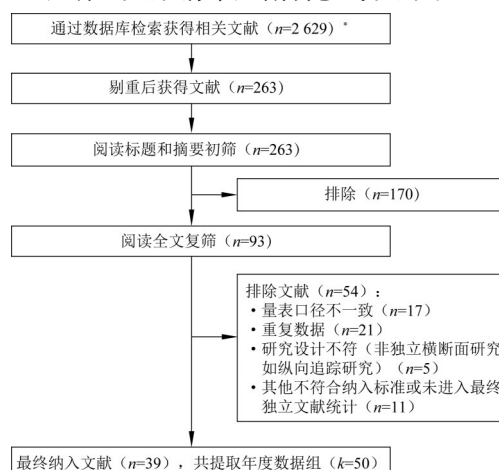 通过数据库检索获得相关文献（n=2 629）*
剔重后获得文献（n=263）
阅读标题和摘要初筛（n=263）
排除（n=170）
阅读全文复筛（n=93）
排除文献（n=54）：
·量表口径不一致（n=17）
·重复数据（n=21）
·研究设计不符（非独立横断面研究
如纵向追踪研究）（n=5）
·其他不符合纳入标准或未进入最终
独立文献统计（n=11）
最终纳入文献（n=39），共提取年度数据组（k=50）